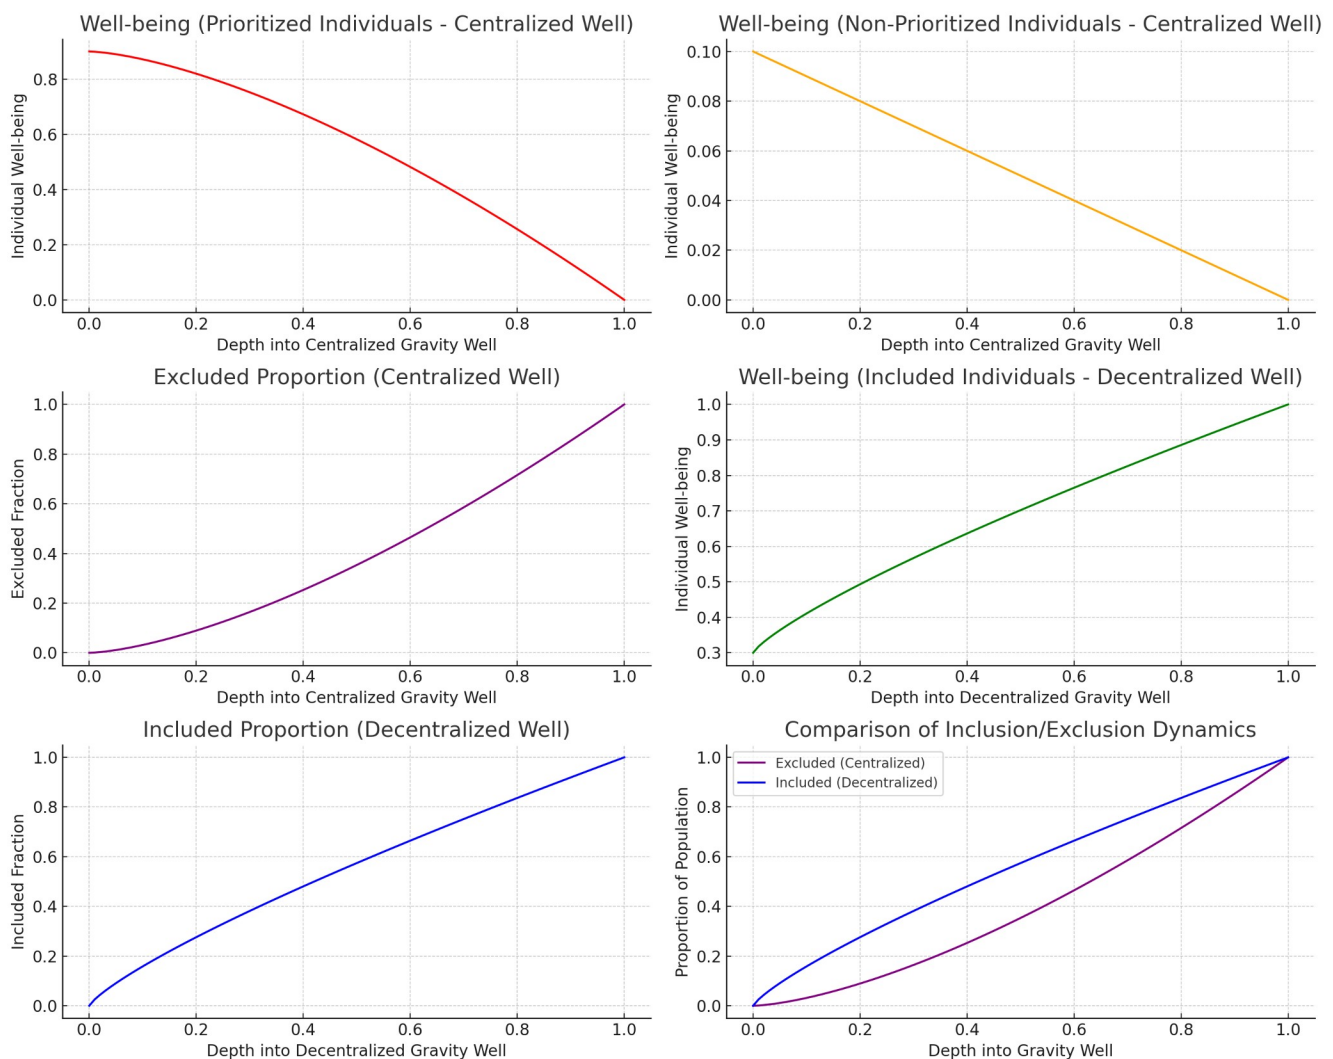 Well-being (Prioritized Individuals - Centralized Well)
Individual Well-being
0.8
0.6
0.4
0.2
0.0
0.0 0.2 0.4 0.6 0.8 1.0
Depth into Centralized Gravity Well
Well-being (Non-Prioritized Individuals - Centralized Well)
Individual Well-being
0.10
0.08
0.06
0.04
0.02
0.00
0.0 0.2 0.4 0.6 0.8 1.0
Depth into Centralized Gravity Well
Excluded Proportion (Centralized Well)
Excluded Fraction
1.0
0.8
0.6
0.4
0.2
0.0
0.0 0.2 0.4 0.6 0.8 1.0
Depth into Centralized Gravity Well
Well-being (Included Individuals - Decentralized Well)
Individual Well-being
1.0
0.9
0.8
0.7
0.6
0.5
0.4
0.3
0.0 0.2 0.4 0.6 0.8 1.0
Depth into Decentralized Gravity Well
Included Proportion (Decentralized Well)
Included Fraction
1.0
0.8
0.6
0.4
0.2
0.0
0.0 0.2 0.4 0.6 0.8 1.0
Depth into Decentralized Gravity Well
Comparison of Inclusion/Exclusion Dynamics
Excluded (Centralized)
Included (Decentralized)
Proportion of Population
1.0
0.8
0.6
0.4
0.2
0.0
0.0 0.2 0.4 0.6 0.8 1.0
Depth into Gravity Well